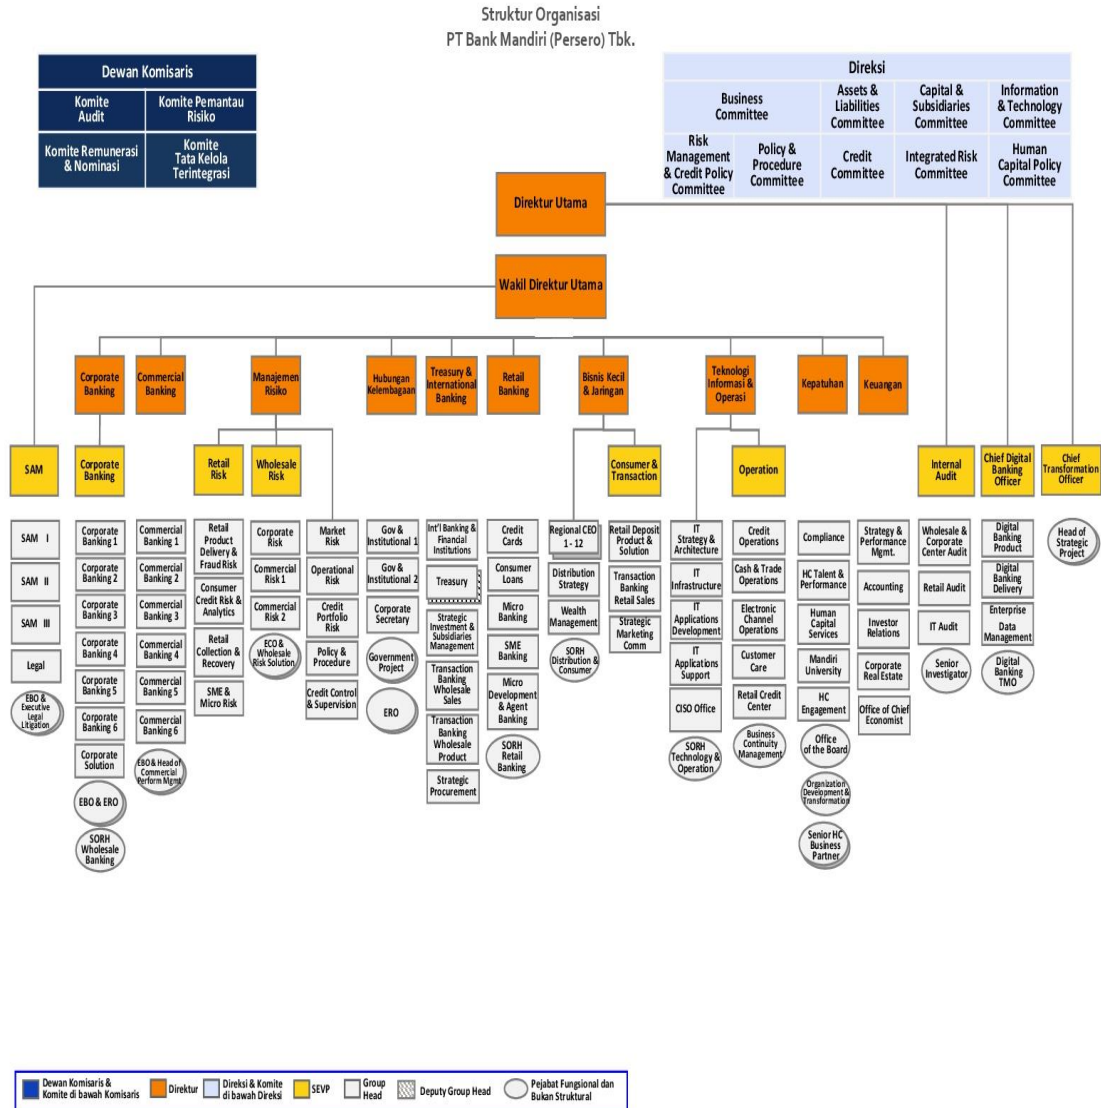 Struktur Organisasi
PT Bank Mandiri (Persero) Tbk.
Dewan Komisaris
Komite
Audit
Komite Pemantau
Risiko
Komite Remunerasi
& Nominasi
Komite
Tata Kelola
Terintegrasi
Direksi
Business
Committee
Assets &
Liabilities
Committee
Capital &
Subsidiaries
Committee
Information
& Technology
Committee
Risk
Management
& Credit Policy
Committee
Policy &
Procedure
Committee
Credit
Committee
Integrated Risk
Committee
Human
Capital Policy
Committee
Direktur Utama
Wakil Direktur Utama
Corporate
Banking
Commercial
Banking
Manajemen
Risiko
Hubungan
Kelembagaan
Treasury &
International
Banking
Retail
Banking
Bisnis Kecil
& Jaringan
Teknologi
Informasi &
Operasi
Kepatuhan
Keuangan
SAM
Corporate
Banking
Retail
Risk
Wholesale
Risk
Consumer &
Transaction
Operation
Internal
Audit
Chief Digital
Banking
Officer
Chief
Transformation
Officer
SAM I
SAM II
SAM III
Legal
EBO &
Executive
Legal
Litigation
Corporate
Banking 1
Corporate
Banking 2
Corporate
Banking 3
Corporate
Banking 4
Corporate
Banking 5
Corporate
Banking 6
Corporate
Solution
EBO & ERO
SORH
Wholesale
Banking
Commercial
Banking 1
Commercial
Banking 2
Commercial
Banking 3
Commercial
Banking 4
Commercial
Banking 5
Commercial
Banking 6
EBO & Head of
Commercial
Perform Mgmt
Retail
Product
Delivery &
Fraud Risk
Consumer
Credit Risk &
Analytics
Retail
Collection &
Recovery
SME &
Micro Risk
Corporate
Risk
Commercial
Risk 1
Commercial
Risk 2
ECO &
Wholesale
Risk Solution
Market
Risk
Operational
Risk
Credit
Portfolio
Risk
Policy &
Procedure
Credit Control
& Supervision
Gov &
Institutional 1
Gov &
Institutional 2
Corporate
Secretary
Government
Project
ERO
Int'l Banking &
Financial
Institutions
Treasury
Strategic
Investment &
Subsidiaries
Management
Transaction
Banking
Wholesale
Sales
Transaction
Banking
Wholesale
Product
Strategic
Procurement
Credit
Cards
Consumer
Loans
Micro
Banking
SME
Banking
Micro
Development
& Agent
Banking
SORH
Retail
Banking
Regional CEO
1 - 12
Distribution
Strategy
Wealth
Management
SORH
Distribution &
Consumer
Retail Deposit
Product &
Solution
Transaction
Banking
Retail Sales
Strategic
Marketing
Comm
IT
Strategy &
Architecture
IT
Infrastructure
IT
Applications
Development
IT
Applications
Support
CISO Office
SORH
Technology &
Operation
Credit
Operations
Cash & Trade
Operations
Electronic
Channel
Operations
Customer
Care
Retail Credit
Center
Business
Continuity
Management
Compliance
HC Talent &
Performance
Human
Capital
Services
Mandiri
University
HC
Engagement
Office
of the Board
Organization
Development &
Transformation
Senior HC
Business
Partner
Strategy &
Performance
Mgmt.
Accounting
Investor
Relations
Corporate
Real Estate
Office of Chief
Economist
Wholesale &
Corporate
Center Audit
Retail Audit
IT Audit
Senior
Investigator
Digital
Banking
Product
Digital
Banking
Delivery
Enterprise
Data
Management
Digital
Banking
TMO
Head of
Strategic
Project
Dewan Komisaris &
Komite di bawah Komisaris
Direktur
Direksi & Komite
di bawah Direksi
SEVP
Group
Head
Deputy Group Head
Pejabat Fungsional dan
Bukan Struktural